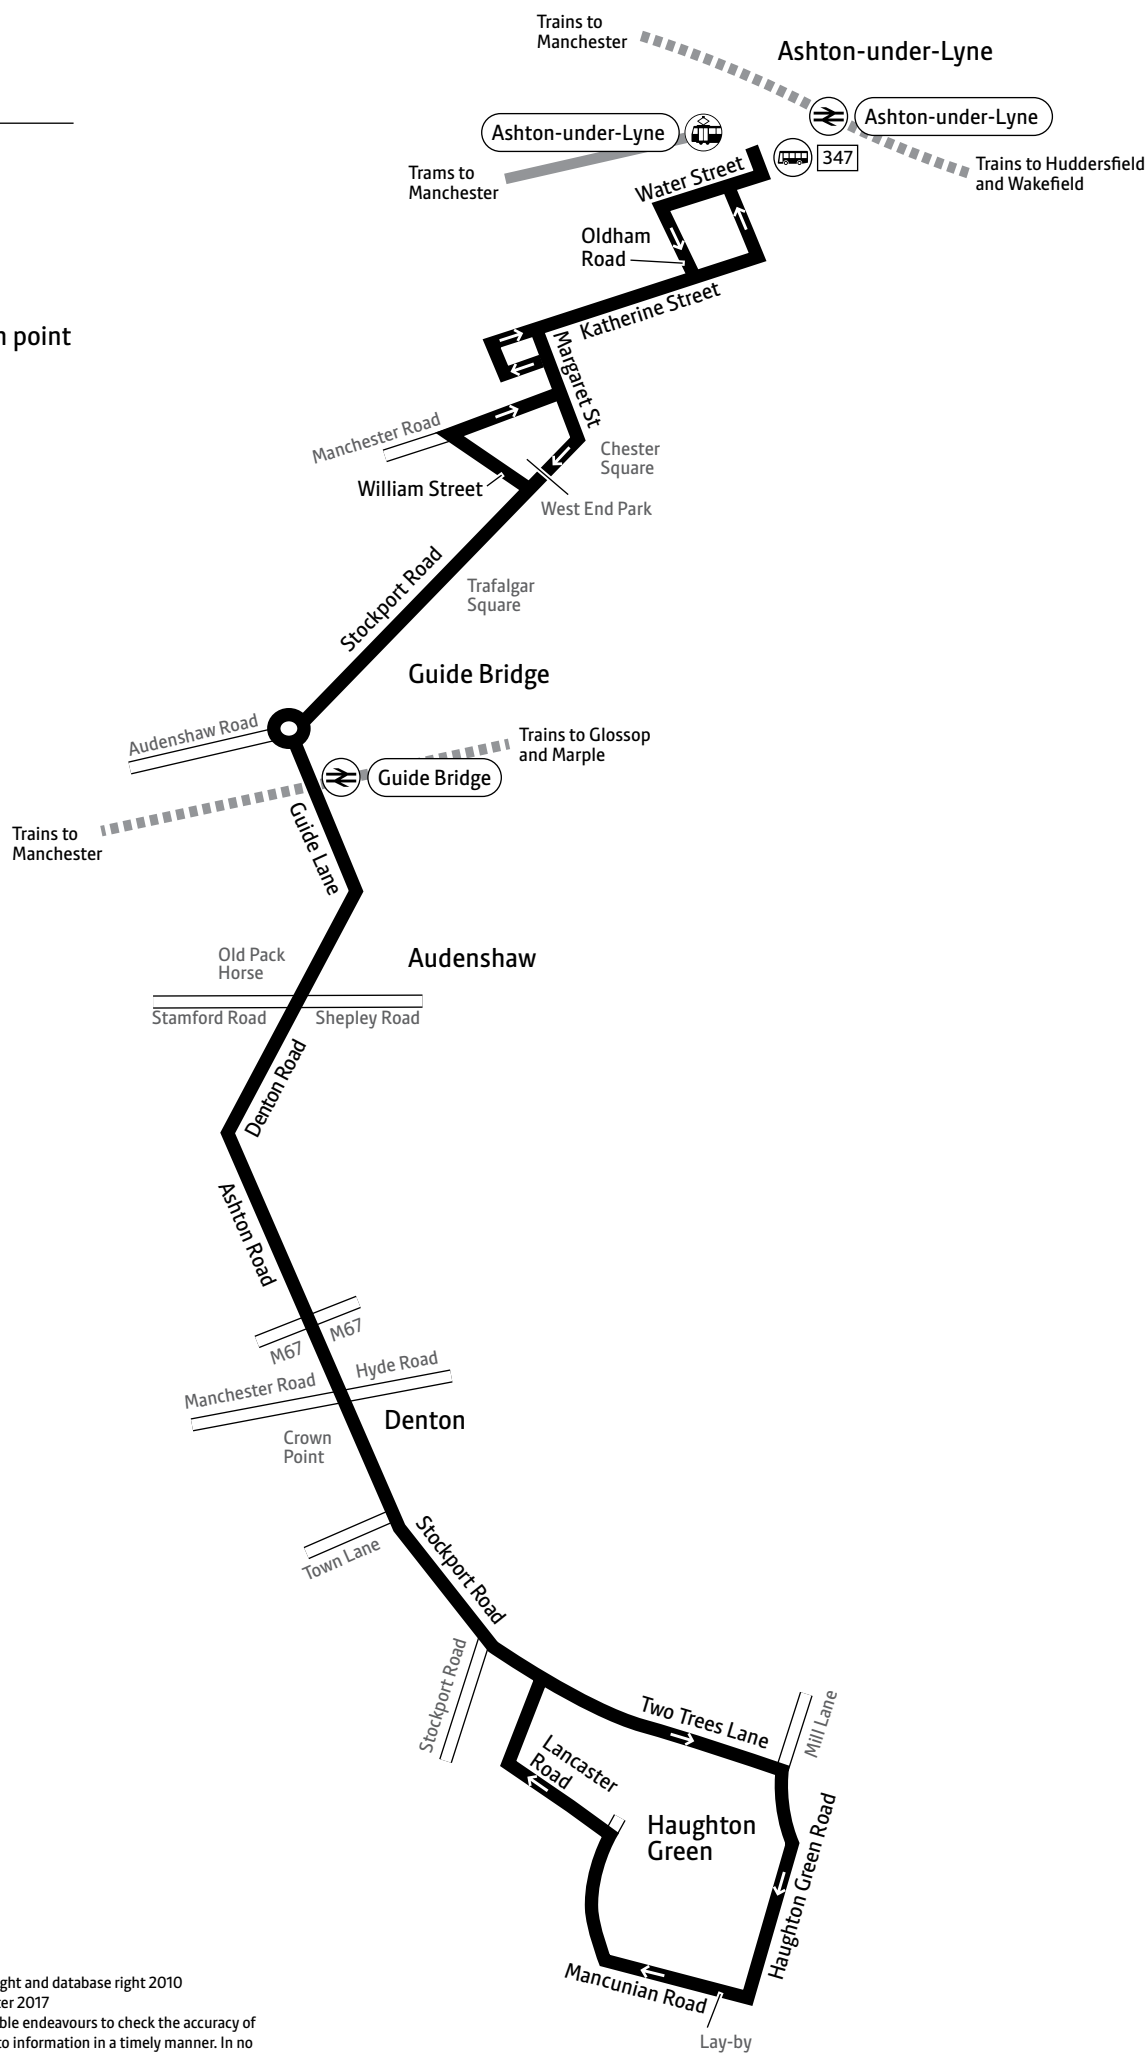 Trains to
Manchester
Ashton-under-Lyne
Ashton-under-Lyne
Ashton-under-Lyne
347
Trams to
Manchester
Water Street
Trains to Huddersfield
and Wakefield
Oldham
Road
Katherine Street
n point
Margaret St
Manchester Road
Chester
Square
William Street
West End Park
Stockport Road
Trafalgar
Square
Guide Bridge
Audenshaw Road
Trains to Glossop
and Marple
Guide Bridge
Trains to
Manchester
Guide Lane
Old Pack
Horse
Audenshaw
Stamford Road
Shepley Road
Denton Road
Ashton Road
M67
M67
Manchester Road
Hyde Road
Denton
Crown
Point
Town Lane
Stockport Road
Stockport Road
Two Trees Lane
Mill Lane
Lancaster
Road
Haughton
Green
Haughton Green Road
Mancunian Road
Lay-by
ght and database right 2010
ter 2017
ble endeavours to check the accuracy of
to information in a timely manner. In no